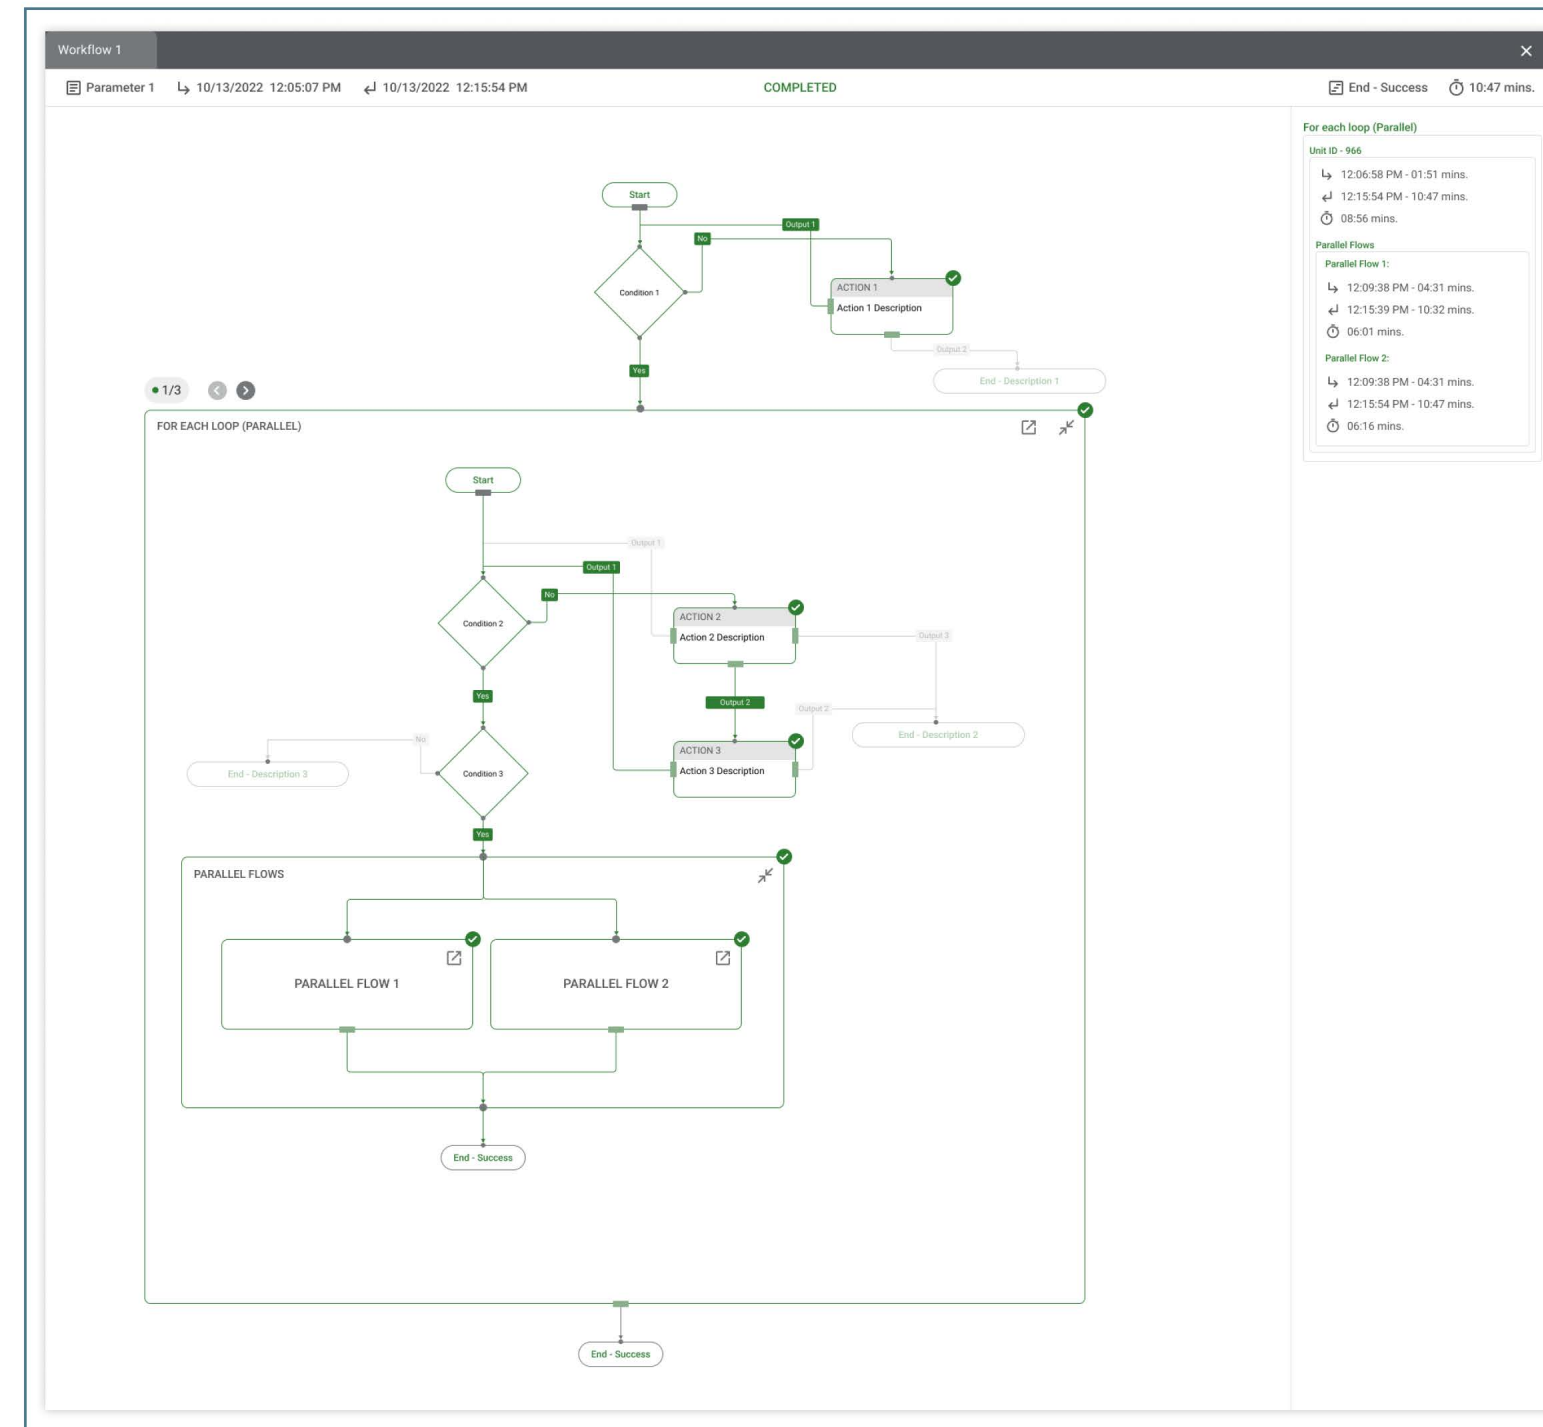 Workflow 1
Parameter 1 10/13/2022 12:05:07 PM 10/13/2022 12:15:54 PM COMPLETED End - Success 10:47 mins.
Start
Output 1
No
Condition 1
ACTION 1
Action 1 Description
Output 2
Yes
End - Description 1
1/3
FOR EACH LOOP (PARALLEL)
Start
Output 1
Output 1
No
Condition 2
ACTION 2
Action 2 Description
Output 3
Yes
Output 2
Output 2
End - Description 2
No
ACTION 3
Action 3 Description
End - Description 3
Condition 3
Yes
PARALLEL FLOWS
PARALLEL FLOW 1
PARALLEL FLOW 2
End - Success
End - Success
For each loop (Parallel)
Unit ID - 966
12:06:58 PM - 01:51 mins.
12:15:54 PM - 10:47 mins.
08:56 mins.
Parallel Flows
Parallel Flow 1:
12:09:38 PM - 04:31 mins.
12:15:39 PM - 10:32 mins.
06:01 mins.
Parallel Flow 2:
12:09:38 PM - 04:31 mins.
12:15:54 PM - 10:47 mins.
06:16 mins.